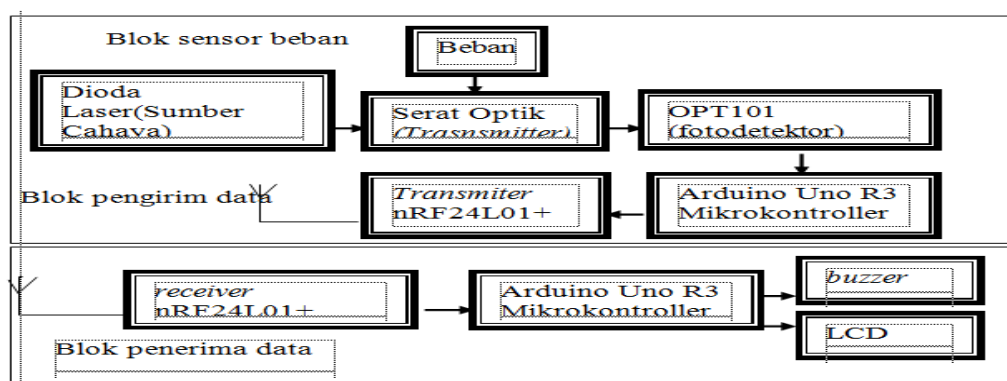 Blok sensor beban
Beban
Dioda
Laser(Sumber
Cahaya)
Serat Optik
(Trasnsmitter)
OPT101
(fotodetektor)
Blok pengirim data
Transmiter
nRF24L01+
Arduino Uno R3
Mikrokontroller
receiver
nRF24L01+
Arduino Uno R3
Mikrokontroller
buzzer
LCD
Blok penerima data